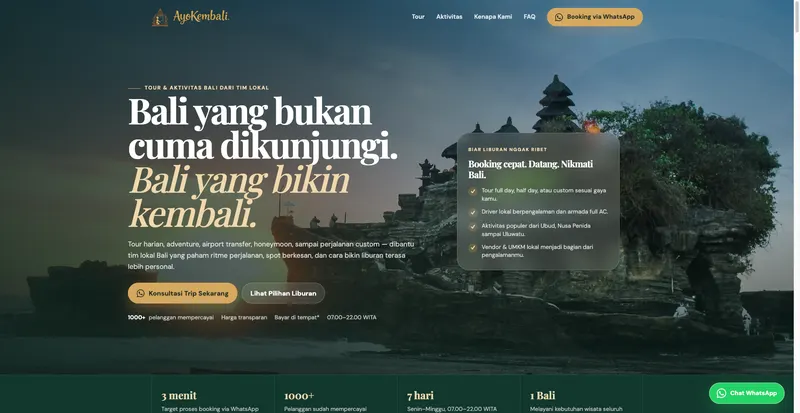 AyoKembali.
Tour Aktivitas Kenapa Kami FAQ Booking via WhatsApp
TOUR & AKTIVITAS BALI DARI TIM LOKAL
Bali yang bukan
cuma dikunjungi.
Bali yang bikin
kembali.
Tour harian, adventure, airport transfer, honeymoon, sampai perjalanan custom — dibantu
tim lokal Bali yang paham ritme perjalanan, spot berkesan, dan cara bikin liburan terasa
lebih personal.
Konsultasi Trip Sekarang Lihat Pilihan Liburan
1000+ pelanggan mempercayai Harga transparan Bayar di tempat* 07.00–22.00 WITA
BIAR LIBURAN NGGAK RIBET
Booking cepat. Datang. Nikmati
Bali.
Tour full day, half day, atau custom sesuai gaya
kamu.
Driver lokal berpengalaman dan armada full AC.
Aktivitas populer dari Ubud, Nusa Penida
sampai Uluwatu.
Vendor & UMKM lokal menjadi bagian dari
pengalamanmu.
3 menit
Target proses booking via WhatsApp
1000+
Pelanggan sudah mempercayai
7 hari
Senin–Minggu, 07.00–22.00 WITA
1 Bali
Melayani kebutuhan wisata seluruh
Chat WhatsApp